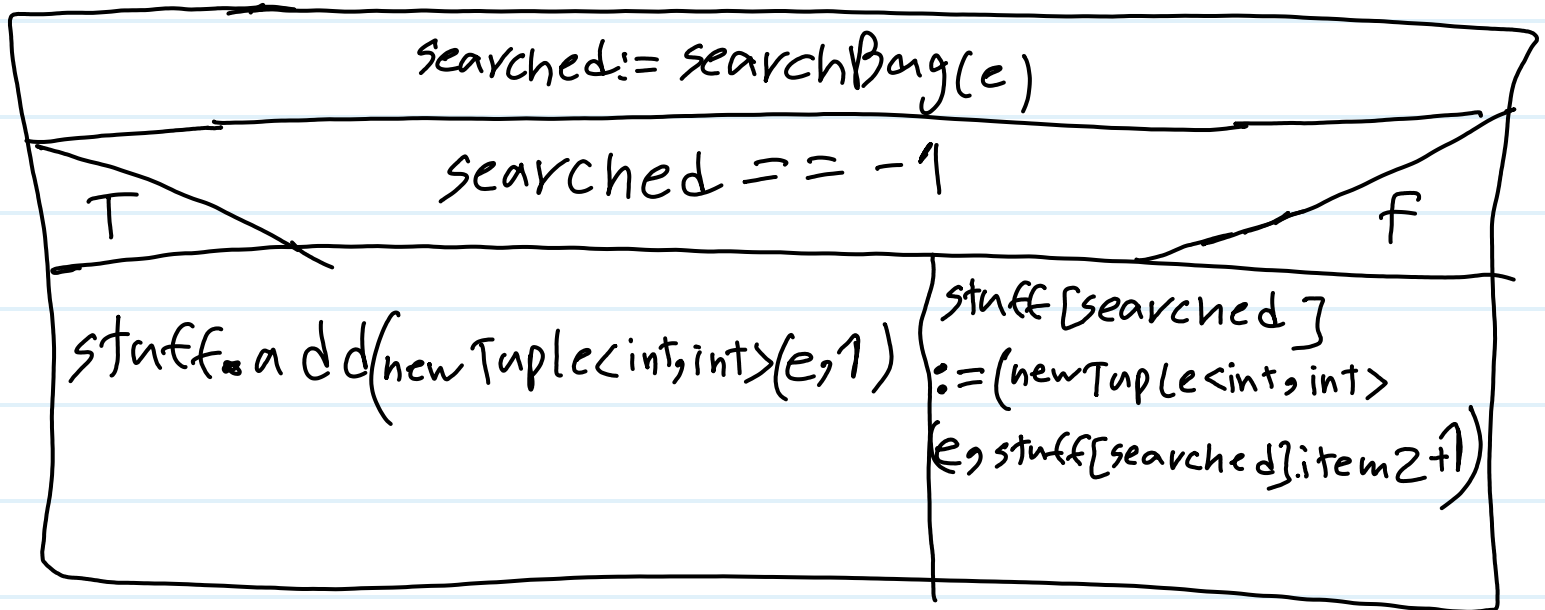 searched:= searchBag(e)
searched == -1
T
F
stuff.add(new Tuple<int,int>(e,1)
stuff[searched]
:=(new Tuple<int,int>
(e,stuff[searched].item2+1)